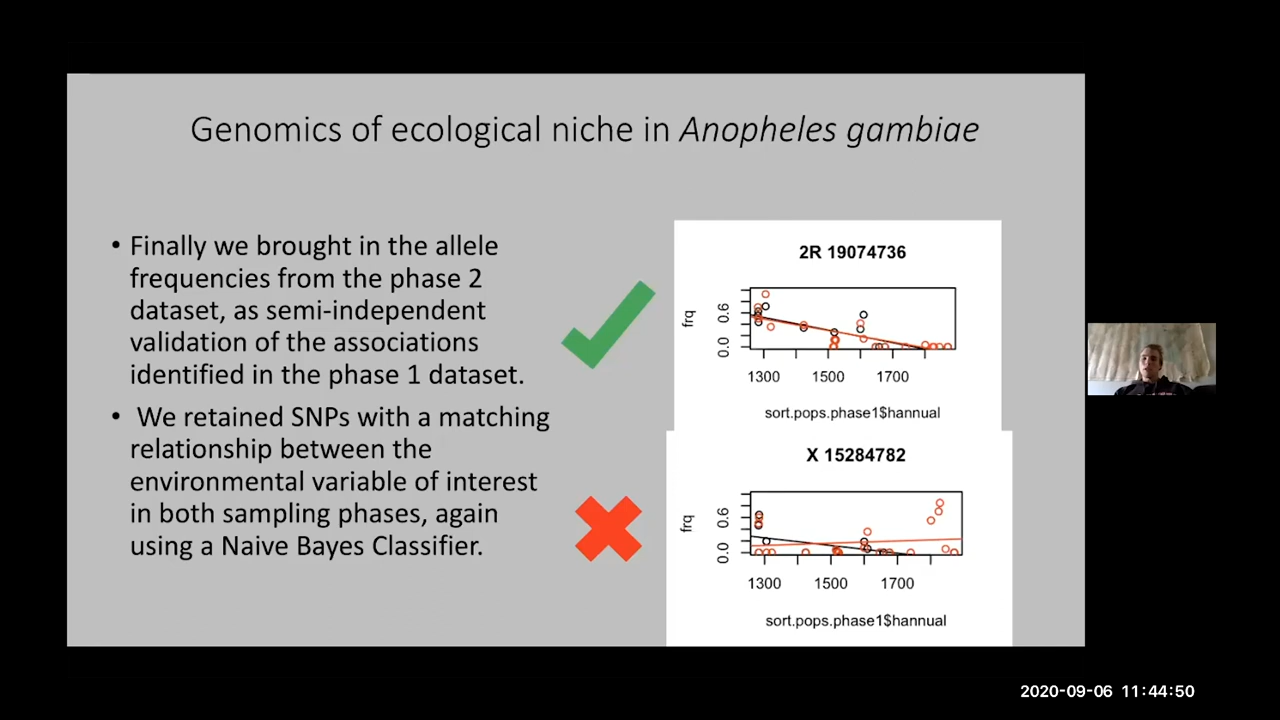 Genomics of ecological niche in Anopheles gambiae
• Finally we brought in the allele
frequencies from the phase 2
dataset, as semi-independent
validation of the associations
identified in the phase 1 dataset.
• We retained SNPs with a matching
relationship between the
environmental variable of interest
in both sampling phases, again
using a Naive Bayes Classifier.
2R 19074736
frq
0.6
0.0
1300 1500 1700
sort.pops.phase1$hannual
X 15284782
frq
0.6
0.0
1300 1500 1700
sort.pops.phase1$hannual
2020-09-06 11:44:50